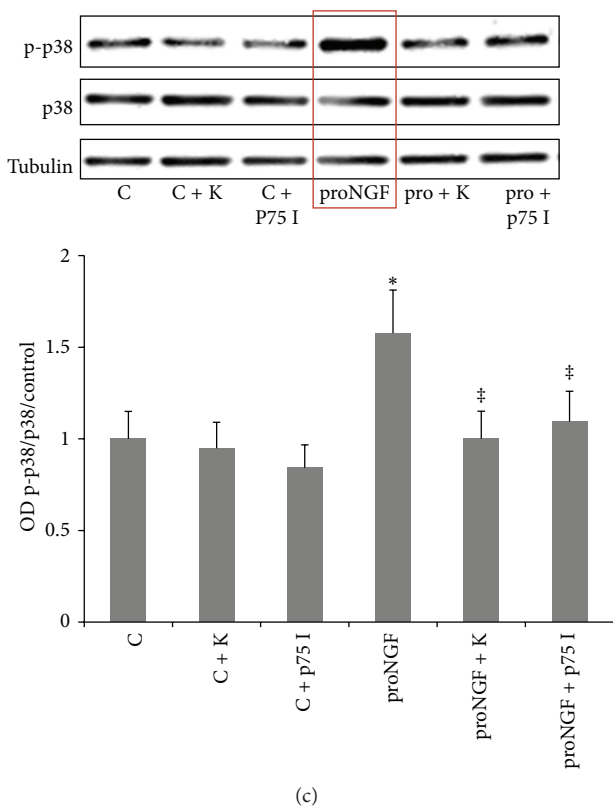 p-p38
p38
Tubulin
C C + K C + P75 I proNGF pro + K pro + p75 I
2
1.5
1
0.5
0
OD p-p38/p38/control
*
‡
‡
C
C + K
C + p75 I
proNGF
proNGF + K
proNGF + p75 I
(c)